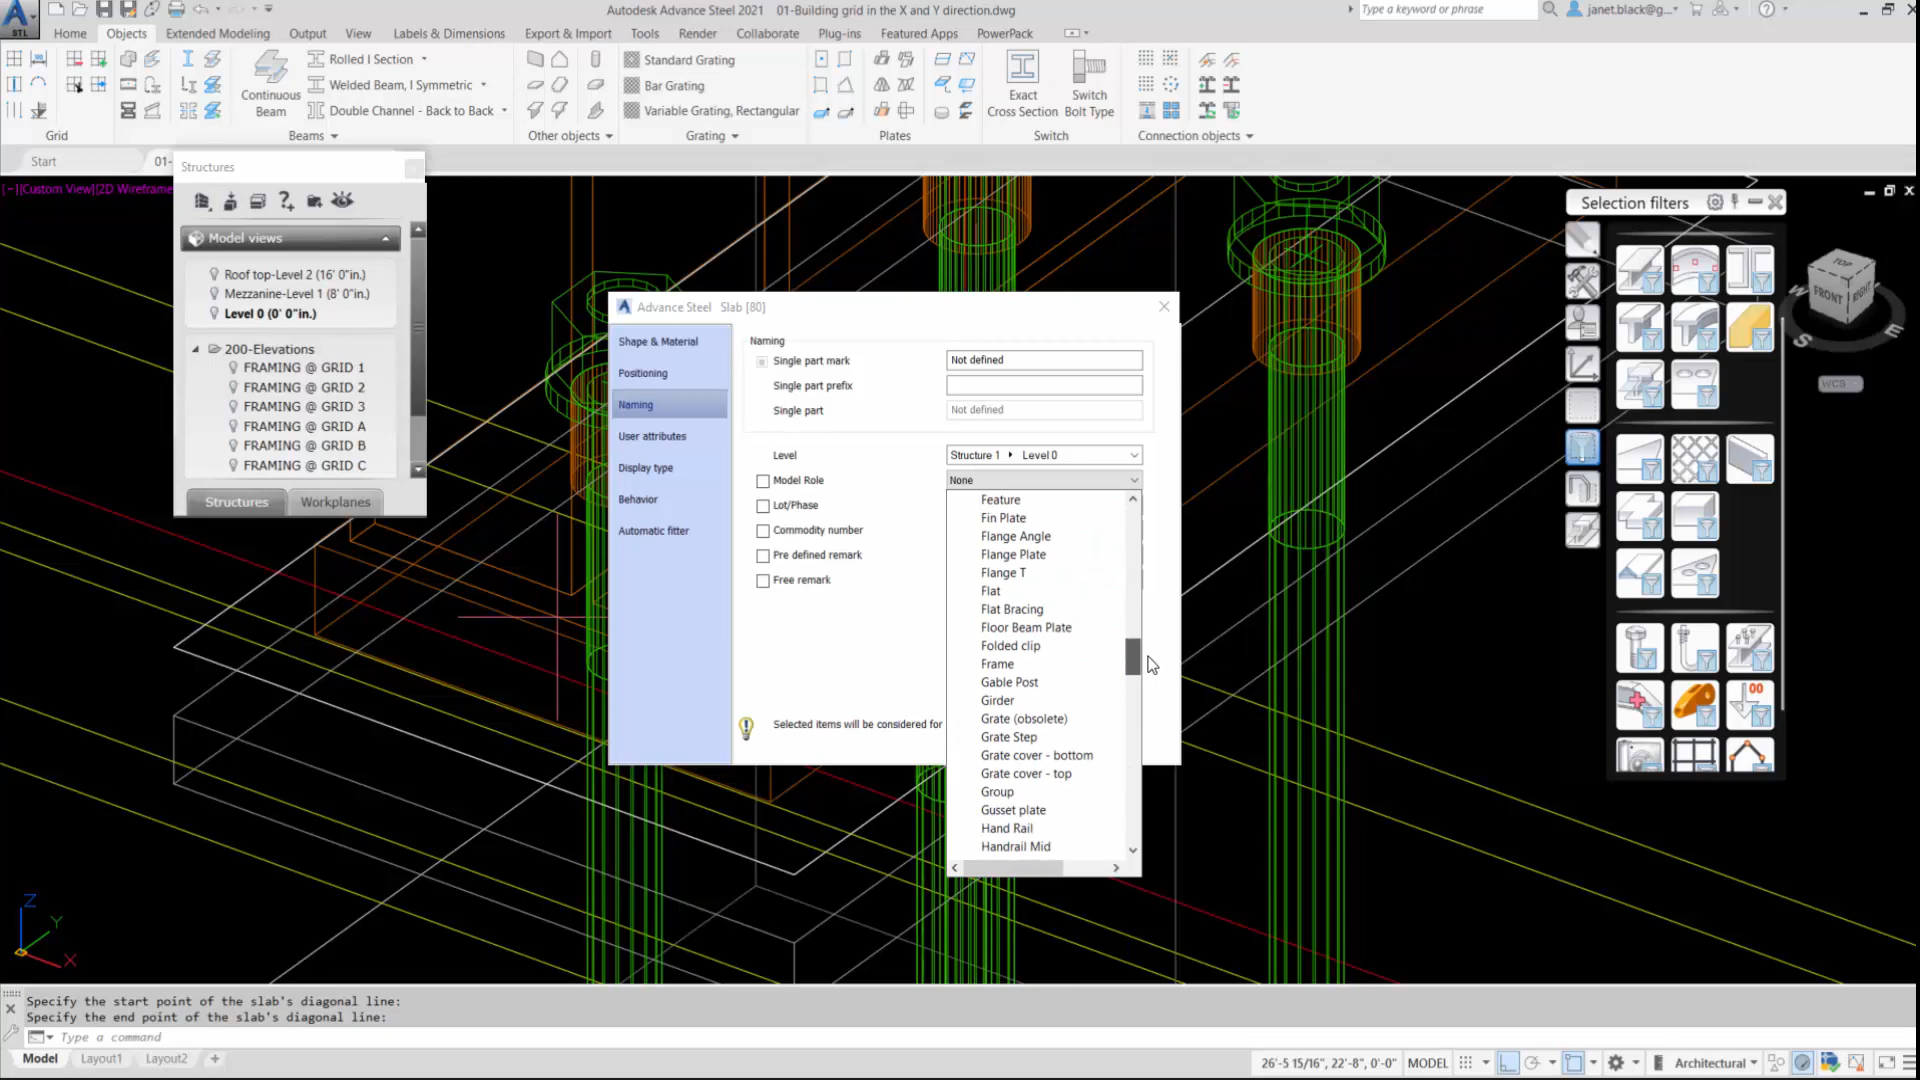 Autodesk Advance Steel 2021 01-Building grid in the X and Y direction.dwg
Type a keyword or phrase
janet.black@g...
STL
Home Objects Extended Modeling Output View Labels & Dimensions Export & Import Tools Render Collaborate Plug-ins Featured Apps PowerPack
Continuous Beam
Rolled I Section
Welded Beam, I Symmetric
Double Channel - Back to Back
Standard Grating
Bar Grating
Variable Grating, Rectangular
Exact Cross Section
Switch Bolt Type
Grid Beams Other objects Grating Plates Switch Connection objects
Start 01-
[−][Custom View][2D Wireframe
Structures
Model views
Roof top-Level 2 (16' 0"in.)
Mezzanine-Level 1 (8' 0"in.)
Level 0 (0' 0"in.)
200-Elevations
FRAMING @ GRID 1
FRAMING @ GRID 2
FRAMING @ GRID 3
FRAMING @ GRID A
FRAMING @ GRID B
FRAMING @ GRID C
Structures Workplanes
Advance Steel Slab [80]
Shape & Material
Positioning
Naming
User attributes
Display type
Behavior
Automatic fitter
Naming
Single part mark Not defined
Single part prefix
Single part Not defined
Level Structure 1 Level 0
Model Role None
Lot/Phase
Commodity number
Pre defined remark
Free remark
Selected items will be considered for
Feature
Fin Plate
Flange Angle
Flange Plate
Flange T
Flat
Flat Bracing
Floor Beam Plate
Folded clip
Frame
Gable Post
Girder
Grate (obsolete)
Grate Step
Grate cover - bottom
Grate cover - top
Group
Gusset plate
Hand Rail
Handrail Mid
Selection filters
00
TOP
FRONT
RIGHT
W
S
E
WCS
Z
Y
X
Specify the start point of the slab's diagonal line:
Specify the end point of the slab's diagonal line:
Type a command
Model Layout1 Layout2 +
26'-5 15/16", 22'-8", 0'-0" MODEL Architectural